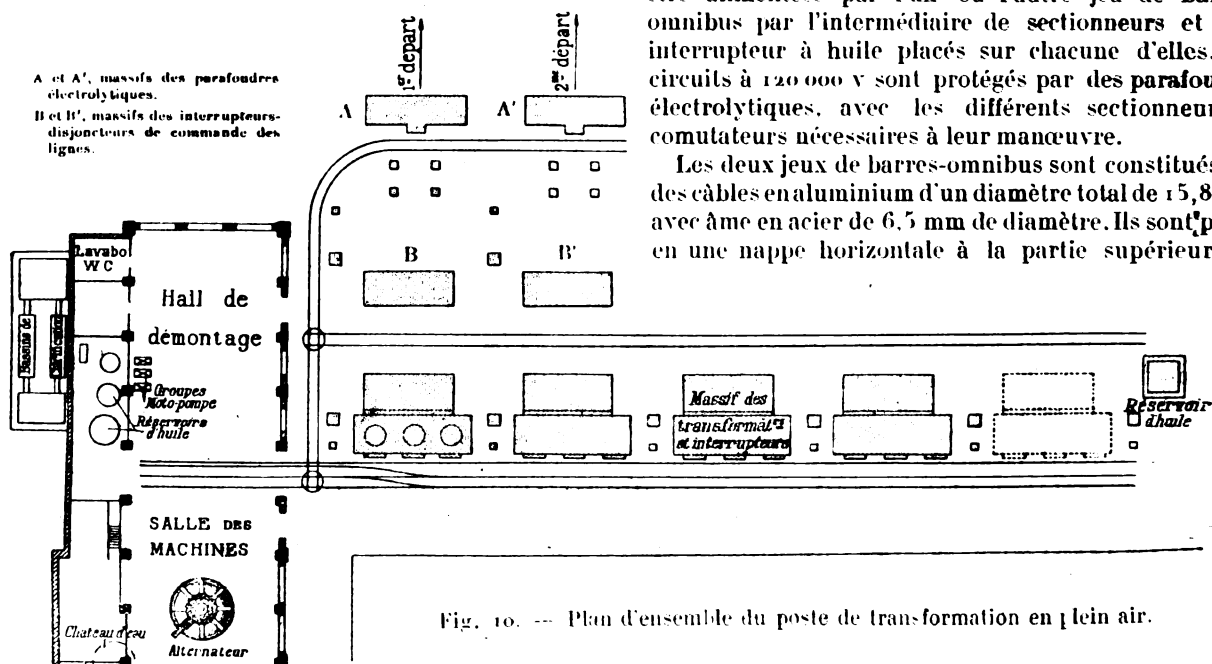 omnibus par l'intermédiaire de sectionneurs et
interrupteur à huile placés sur chacune d'elles.
circuits à 120 000 v sont protégés par des parafou
électrolytiques, avec les différents sectionneur
comutateurs nécessaires à leur manœuvre.
Les deux jeux de barres-omnibus sont constitués
des câbles en aluminium d'un diamètre total de 15,8
avec âme en acier de 6,5 mm de diamètre. Ils sont p
en une nappe horizontale à la partie supérieur
A et A', massifs des parafoudres
électrolytiques.
B et B', massifs des interrupteurs-
disjoncteurs de commande des
lignes.
1er départ
2me départ
A
A'
B
B'
Lavabo
W C
Hall de
démontage
Bassins de
Groupes
Moto-pompe
Réservoirs
d'huile
Massif des
transformatrs
et interrupteurs
Réservoir
d'huile
SALLE DES
MACHINES
Chateau d'eau
Alternateur
Fig. 10. -- Plan d'ensemble du poste de transformation en plein air.